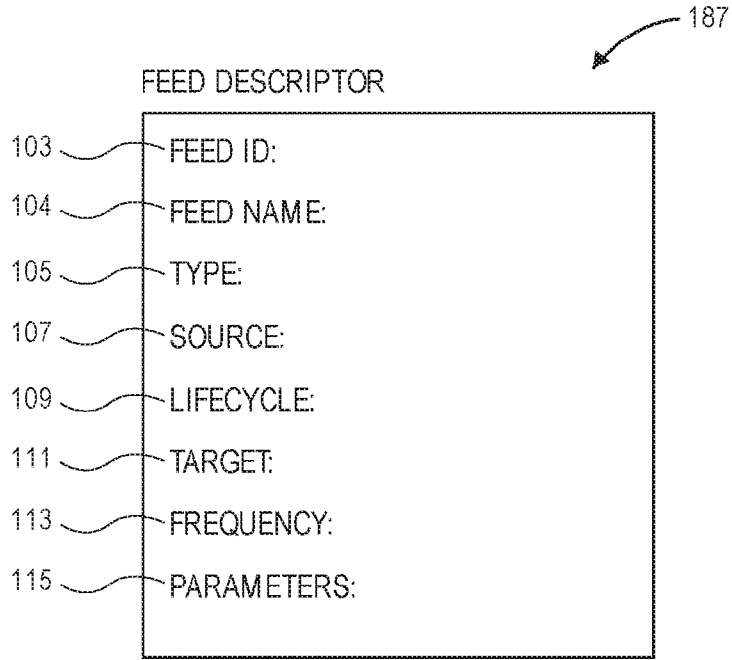 187
FEED DESCRIPTOR
103 FEED ID:
104 FEED NAME:
105 TYPE:
107 SOURCE:
109 LIFECYCLE:
111 TARGET:
113 FREQUENCY:
115 PARAMETERS: